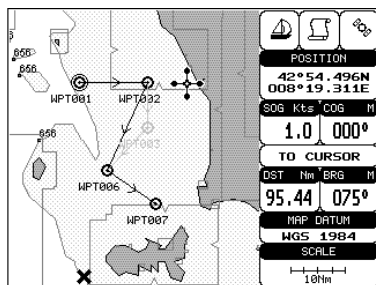 656
656
656
WPT001
WPT002
WPT003
WPT006
WPT007
POSITION
42°54.496N
008°19.311E
SOG Kts COG M
1.0 000°
TO CURSOR
DST Nm BRG M
95.44 075°
MAP DATUM
WGS 1984
SCALE
10Nm